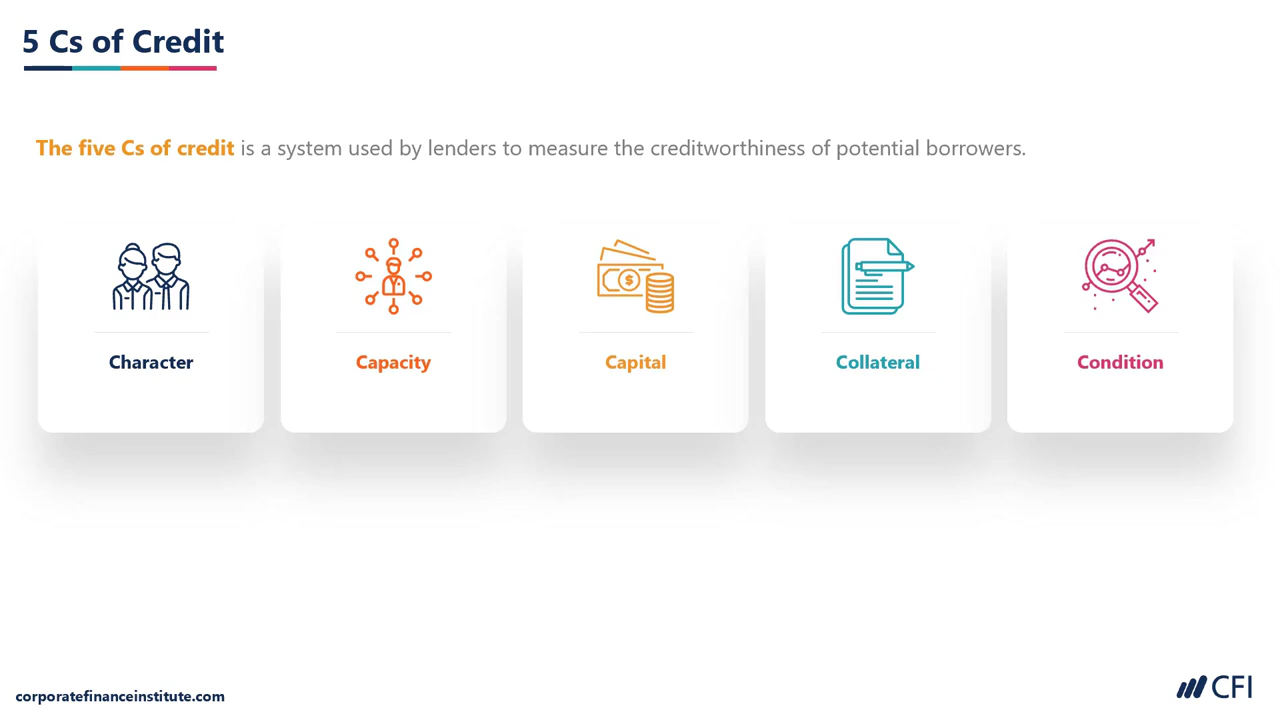 5 Cs of Credit
The five Cs of credit is a system used by lenders to measure the creditworthiness of potential borrowers.
$
Character
Capacity
Capital
Collateral
Condition
corporatefinanceinstitute.com
CFI